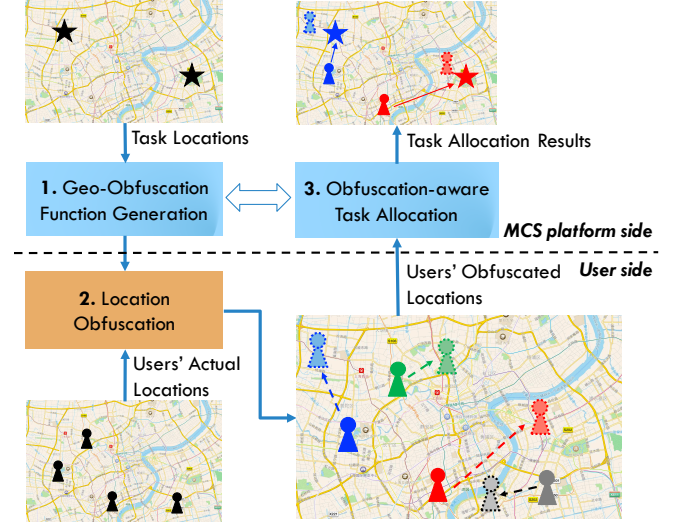 Task Locations
Task Allocation Results
1. Geo-Obfuscation
Function Generation
3. Obfuscation-aware
Task Allocation
MCS platform side
User side
2. Location
Obfuscation
Users' Obfuscated
Locations
Users' Actual
Locations